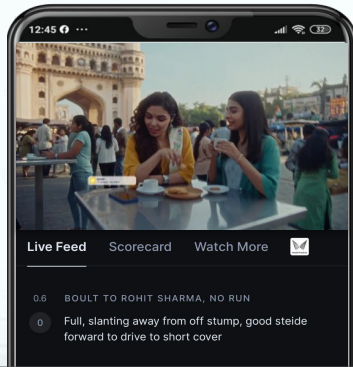 12:45 ...
32
Live Feed Scorecard Watch More
0.6 BOULT TO ROHIT SHARMA, NO RUN
0 Full, slanting away from off stump, good steide
forward to drive to short cover